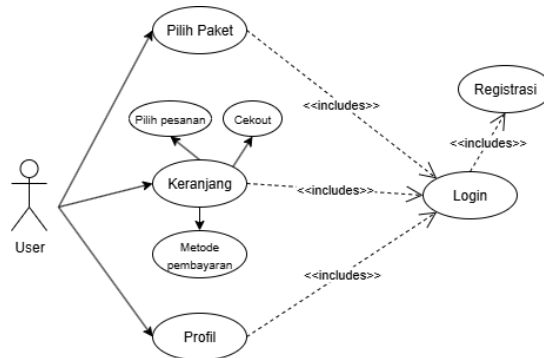 Pilih Paket
<<includes>>
Registrasi
Pilih pesanan
Cekout
<<includes>>
Keranjang
<<includes>>
Login
User
Metode
pembayaran
<<includes>>
Profil